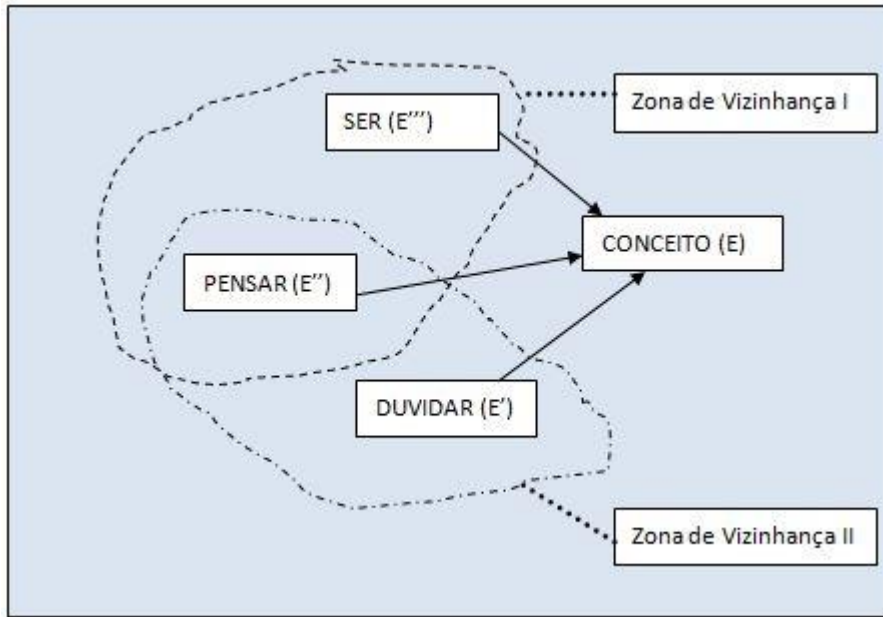 Zona de Vizinhança I
SER (E’’’)
CONCEITO (E)
PENSAR (E’’)
DUVIDAR (E’)
Zona de Vizinhança II